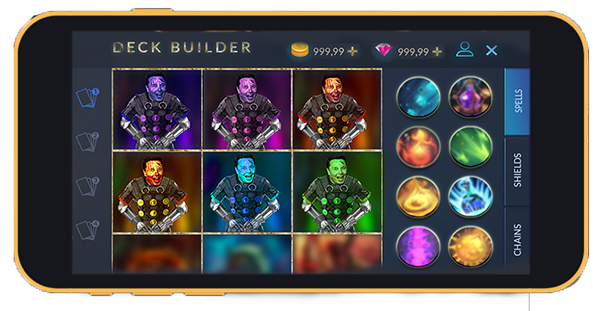 DECK BUILDER
999,99 +
999,99 +
SPELLS
SHIELDS
CHAINS